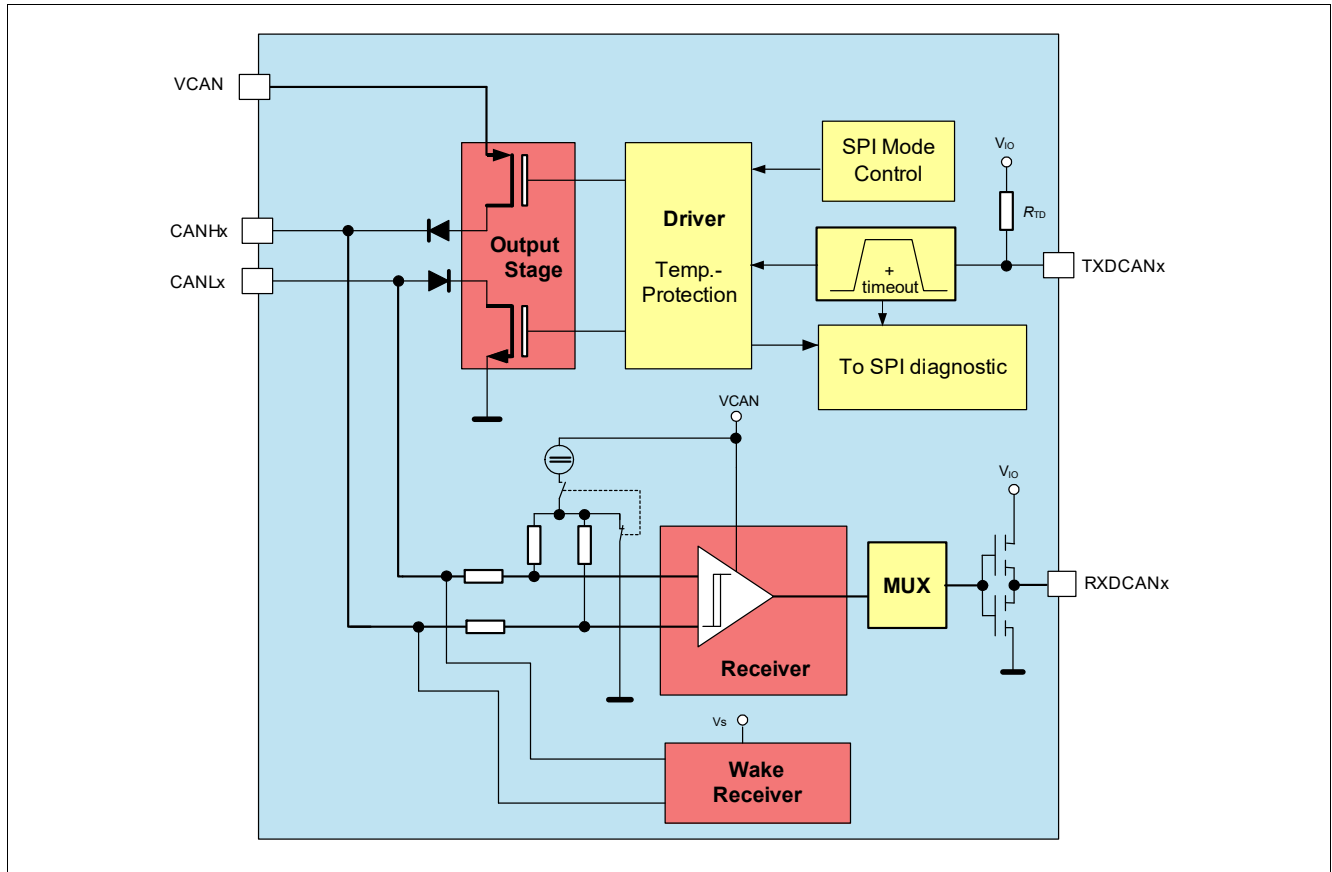 VCAN
CANHx
CANLx
Output
Stage
Driver
Temp.-
Protection
SPI Mode
Control
VIO
RTD
+
timeout
TXDCANx
To SPI diagnostic
VCAN
VIO
MUX
RXDCANx
Receiver
Vs
Wake
Receiver